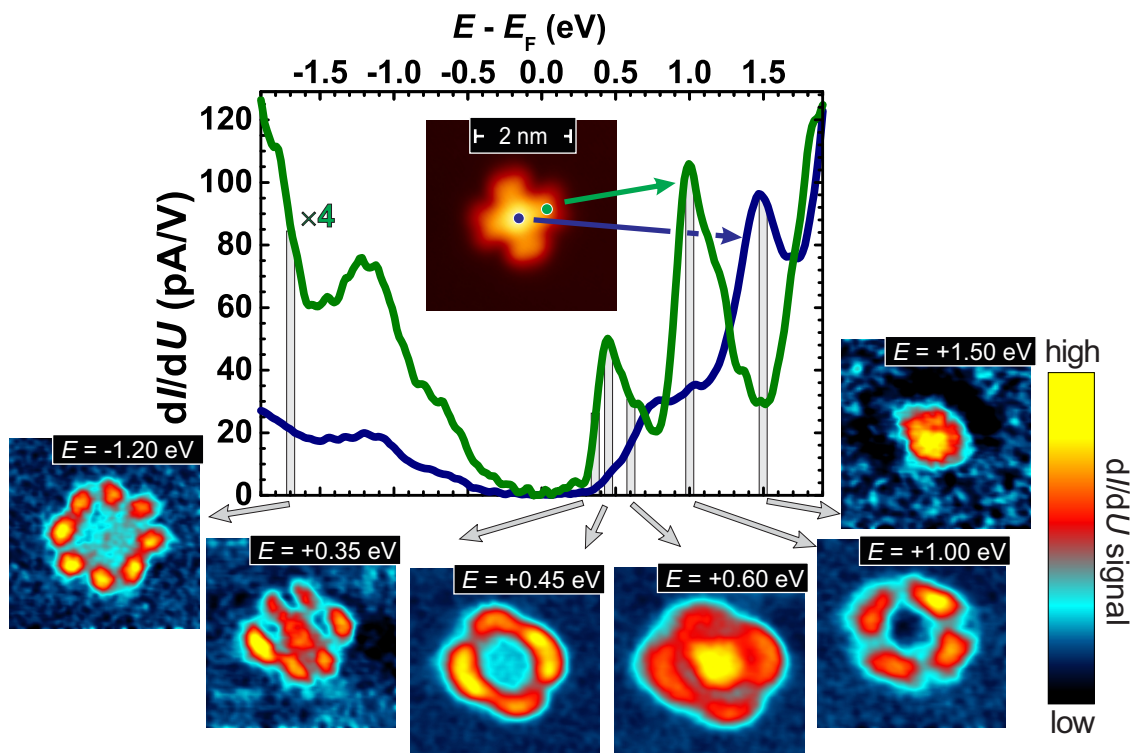 E - E_F (eV)
-1.5 -1.0 -0.5 0.0 0.5 1.0 1.5
120
100
80
60
40
20
0
dI/dU (pA/V)
×4
2 nm
E = +1.50 eV
E = -1.20 eV
E = +0.35 eV
E = +0.45 eV
E = +0.60 eV
E = +1.00 eV
high
dI/dU signal
low